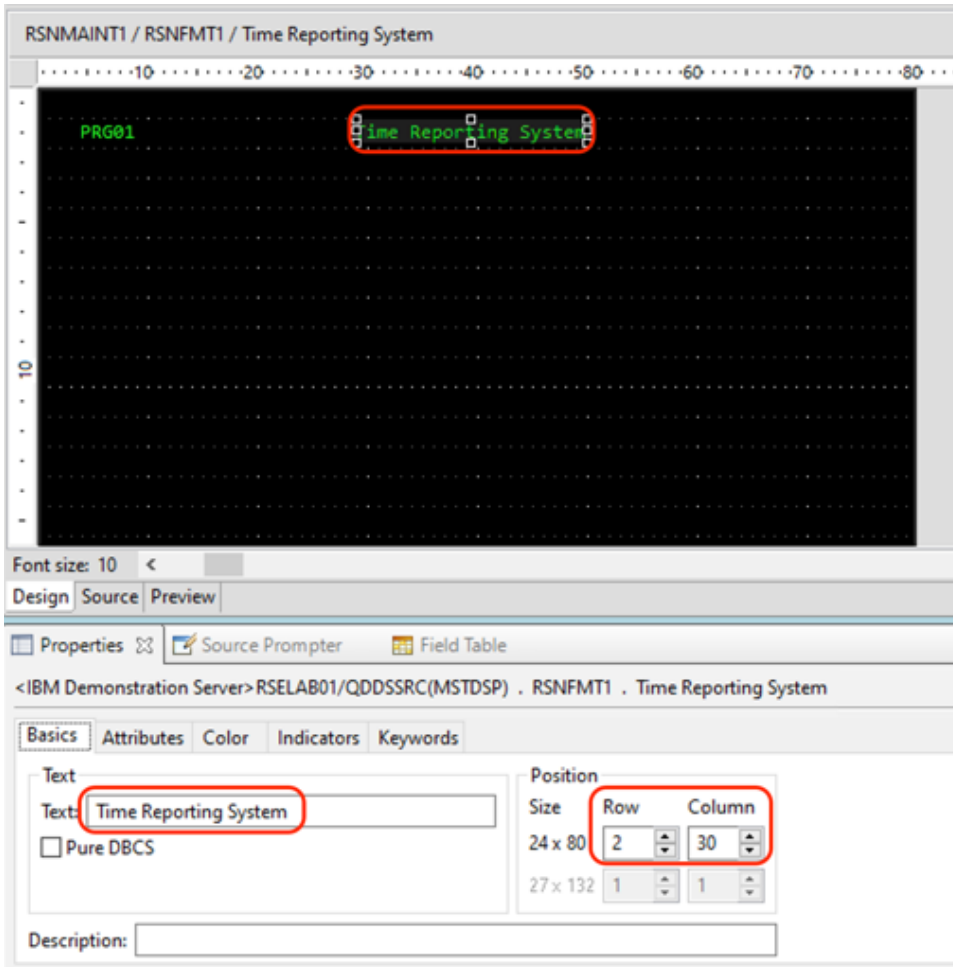 RSNMAINT1 / RSNFMT1 / Time Reporting System
10 20 30 40 50 60 70 80
PRG01 Time Reporting System
10
Font size: 10 <
Design Source Preview
Properties Source Prompter Field Table
<IBM Demonstration Server>RSELAB01/QDDSSRC(MSTDSP) . RSNFMT1 . Time Reporting System
Basics Attributes Color Indicators Keywords
Text Position
Text: Time Reporting System Size Row Column
Pure DBCS 24 x 80 2 30
27 x 132 1 1
Description: